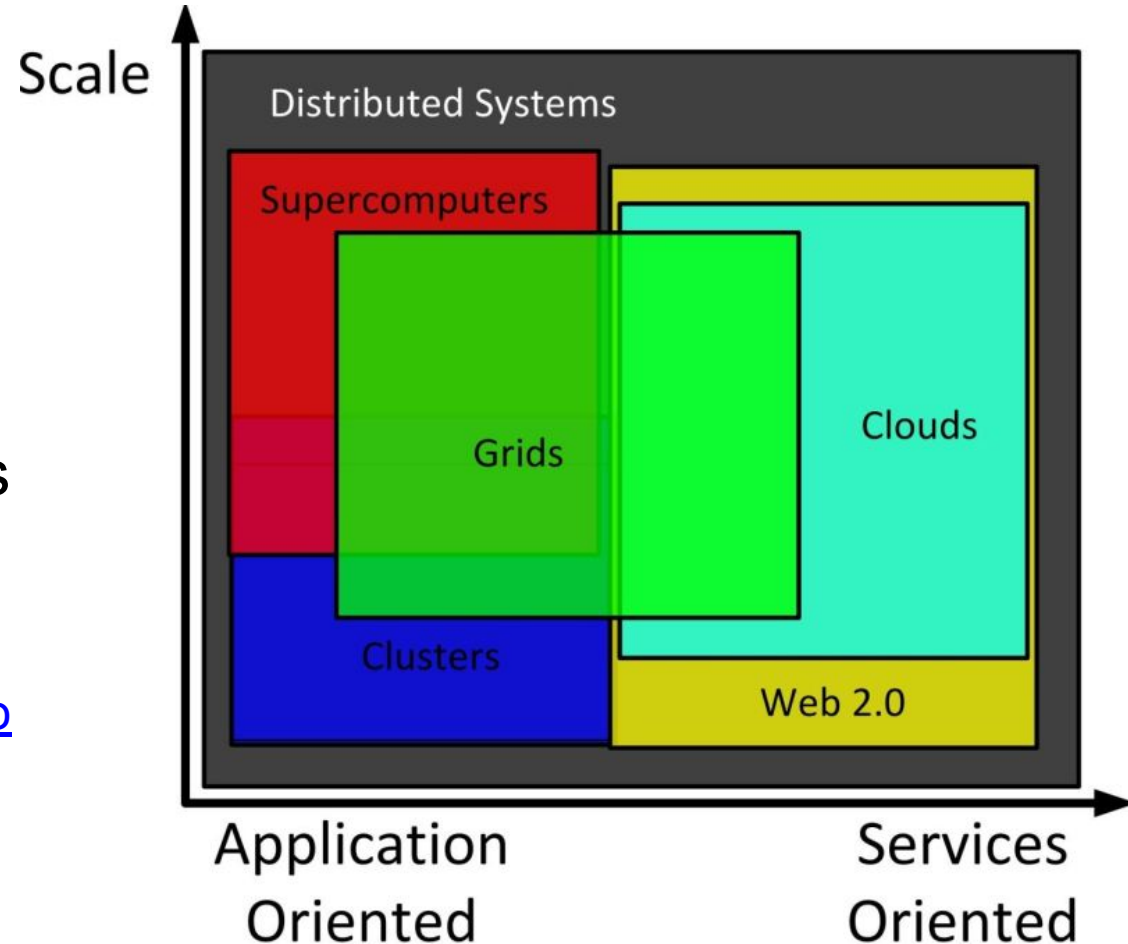 Scale
Distributed Systems
Supercomputers
Grids
Clouds
s
Clusters
Web 2.0
Application
Oriented
Services
Oriented